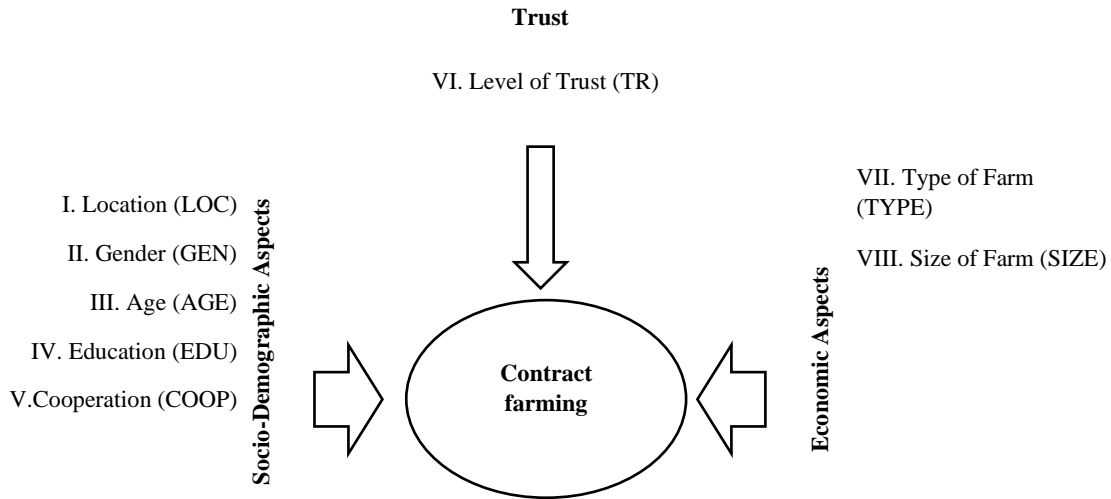 Trust
VI. Level of Trust (TR)
I. Location (LOC)
II. Gender (GEN)
III. Age (AGE)
IV. Education (EDU)
V.Cooperation (COOP)
Socio-Demographic Aspects
Contract
farming
Economic Aspects
VII. Type of Farm
(TYPE)
VIII. Size of Farm (SIZE)